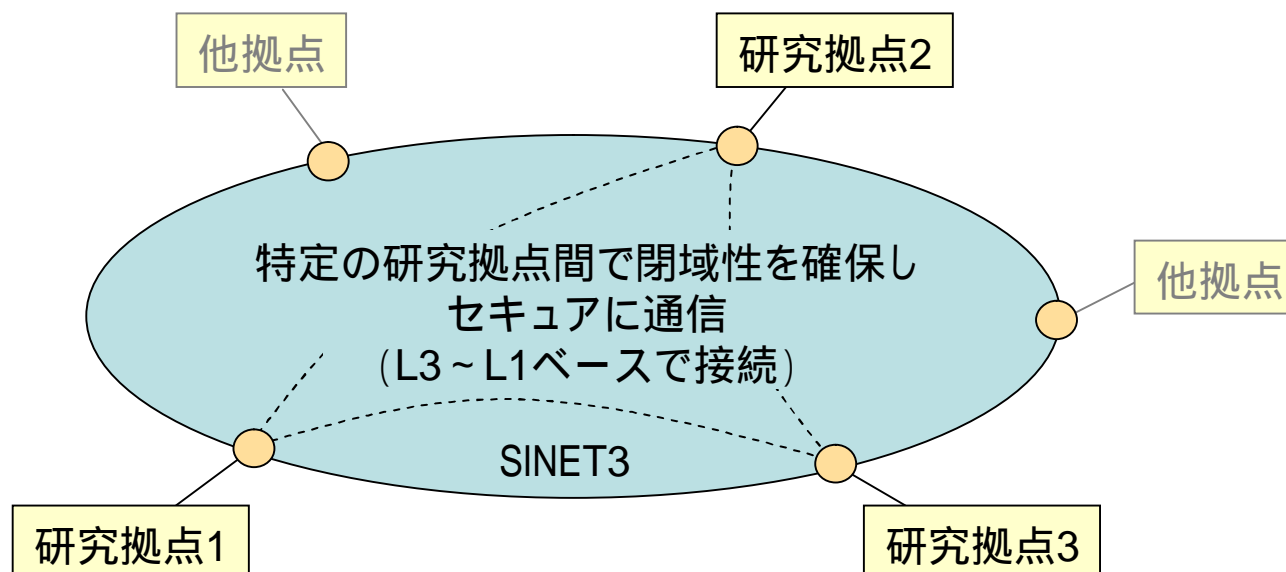 他拠点
研究拠点2
特定の研究拠点間で閉域性を確保し
セキュアに通信
(L3~L1ベースで接続)
他拠点
SINET3
研究拠点1
研究拠点3